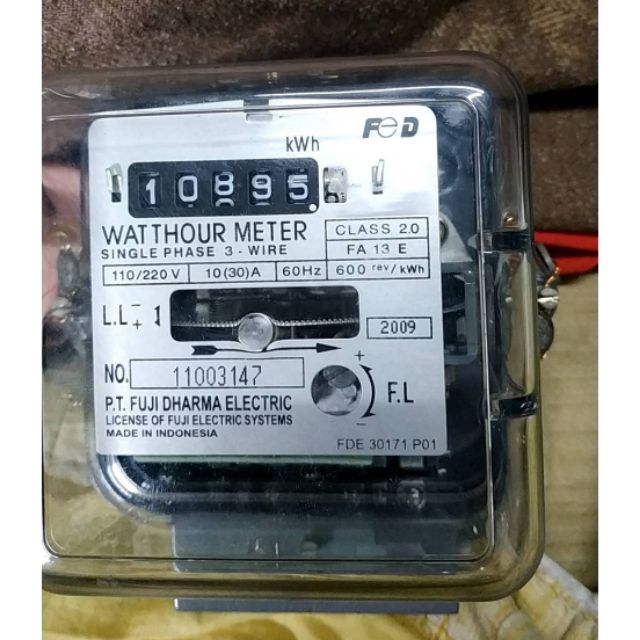 FeD
kWh
10895
WATTHOUR METER
CLASS 2.0
SINGLE PHASE 3 - WIRE
FA 13 E
110/220 V 10(30)A 60Hz 600 rev/kWh
L.L - + 1
2009
NO. 11003147
+
F.L
-
P.T. FUJI DHARMA ELECTRIC
LICENSE OF FUJI ELECTRIC SYSTEMS
MADE IN INDONESIA
FDE 30171 P01